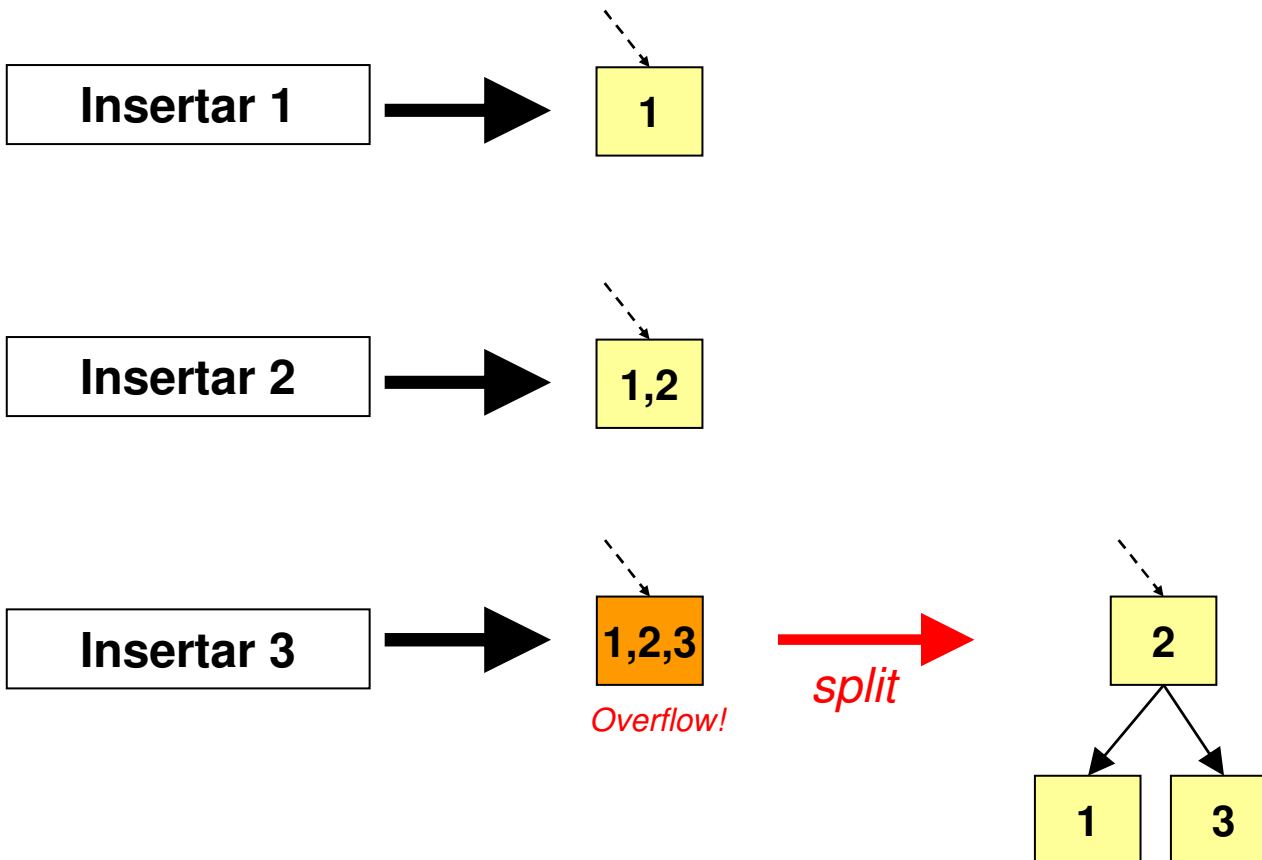 Insertar 1
1
Insertar 2
1,2
Insertar 3
1,2,3
Overflow!
split
2
1
3